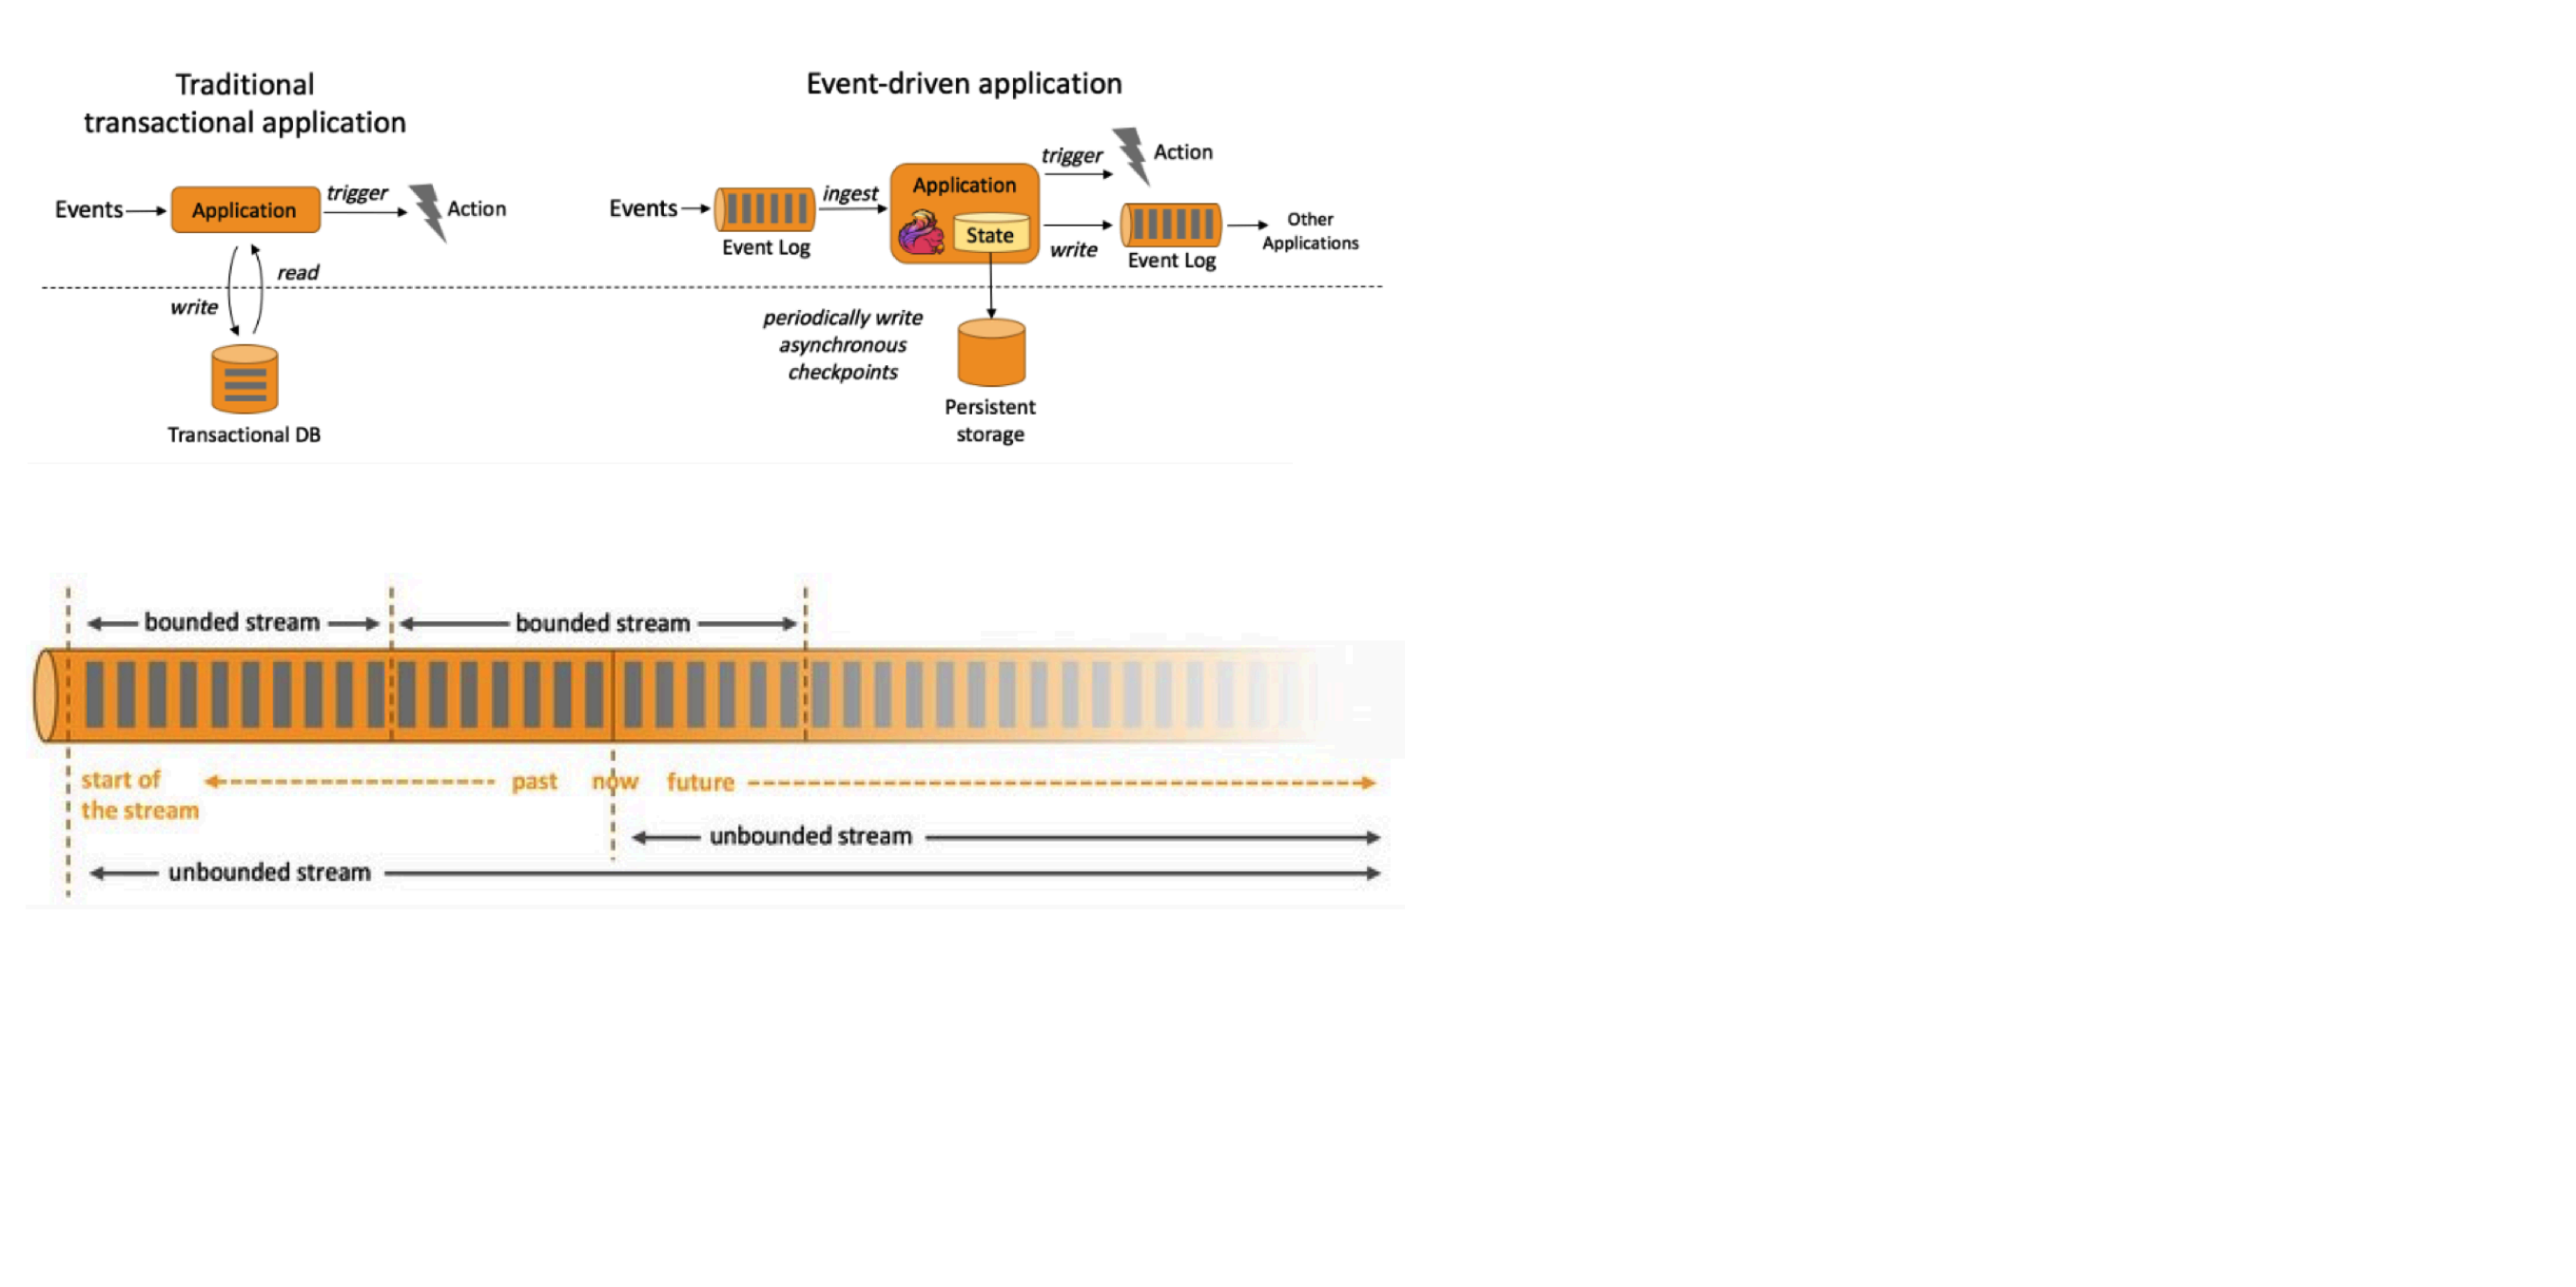 Traditional
transactional application
Events
Application
trigger
Action
read
write
Transactional DB
Event-driven application
Events
Event Log
ingest
Application
State
trigger
Action
write
Event Log
Other
Applications
periodically write
asynchronous
checkpoints
Persistent
storage
bounded stream
bounded stream
start of
the stream
past
now
future
unbounded stream
unbounded stream